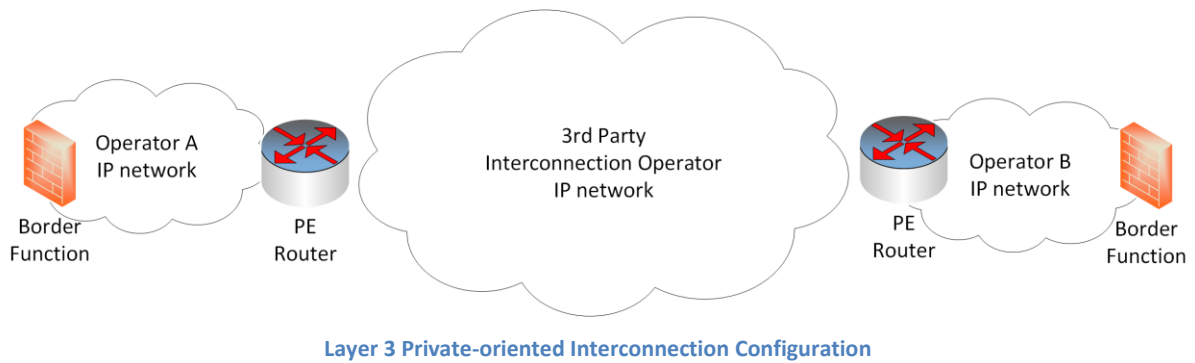 Operator A
IP network
Border
Function
PE
Router
3rd Party
Interconnection Operator
IP network
PE
Router
Operator B
IP network
Border
Function
Layer 3 Private-oriented Interconnection Configuration